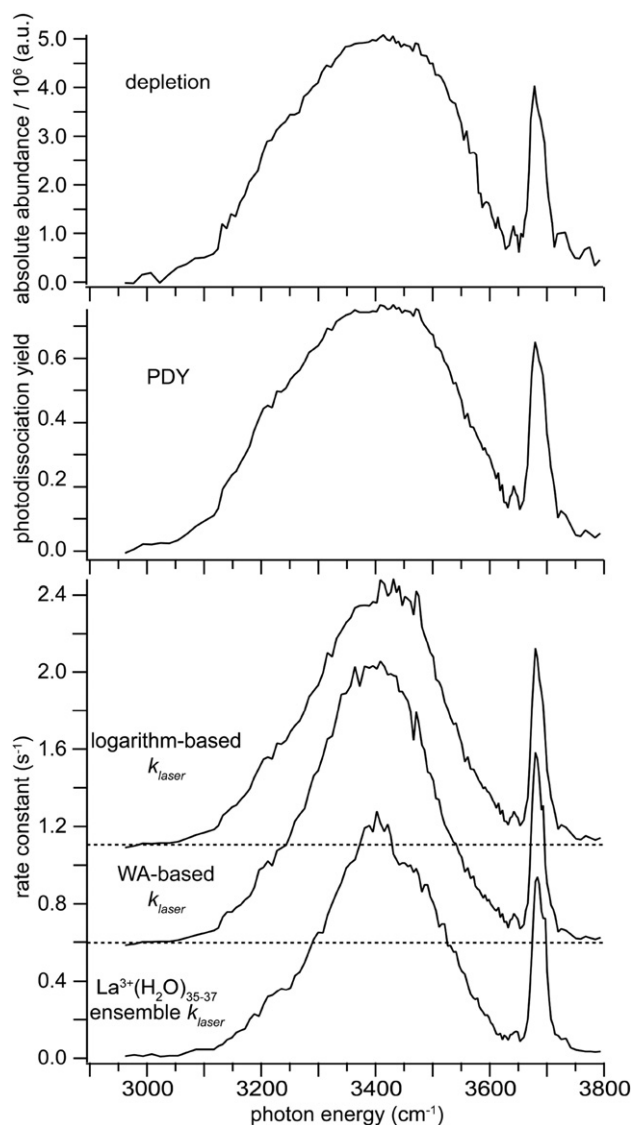 absolute abundance / 10⁶ (a.u.)
5.0
4.0
3.0
2.0
1.0
0.0
depletion
photodissociation yield
0.6
0.4
0.2
0.0
PDY
rate constant (s⁻¹)
2.4
2.0
1.6
1.2
0.8
0.4
0.0
logarithm-based
k_laser
WA-based
k_laser
La³⁺(H₂O)₃₅₋₃₇
ensemble k_laser
3000 3200 3400 3600 3800
photon energy (cm⁻¹)